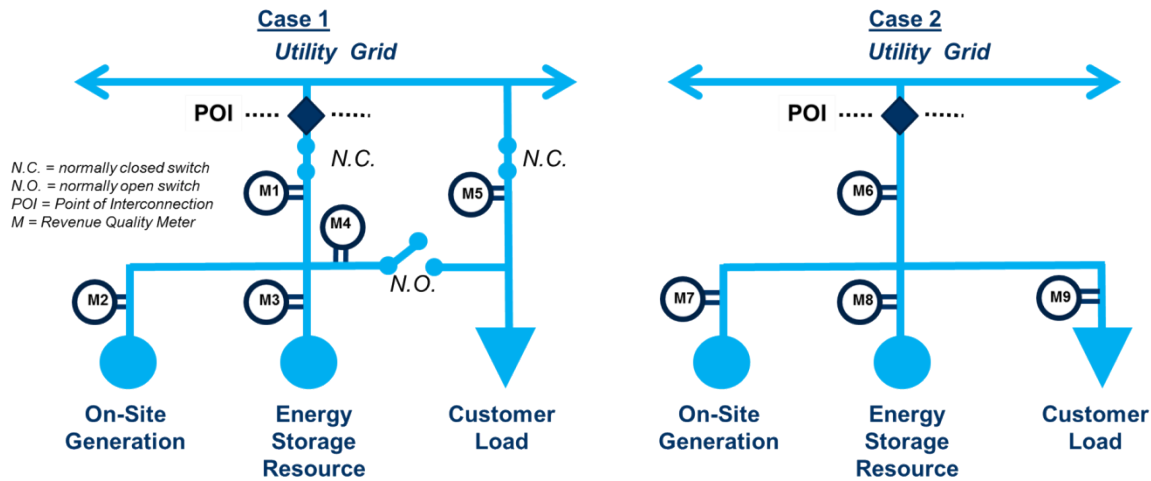 Case 1
Utility Grid
POI
N.C.
N.C.
N.C. = normally closed switch
N.O. = normally open switch
POI = Point of Interconnection
M = Revenue Quality Meter
M1
M5
M4
N.O.
M2
M3
On-Site
Generation
Energy
Storage
Resource
Customer
Load
Case 2
Utility Grid
POI
M6
M7
M8
M9
On-Site
Generation
Energy
Storage
Resource
Customer
Load